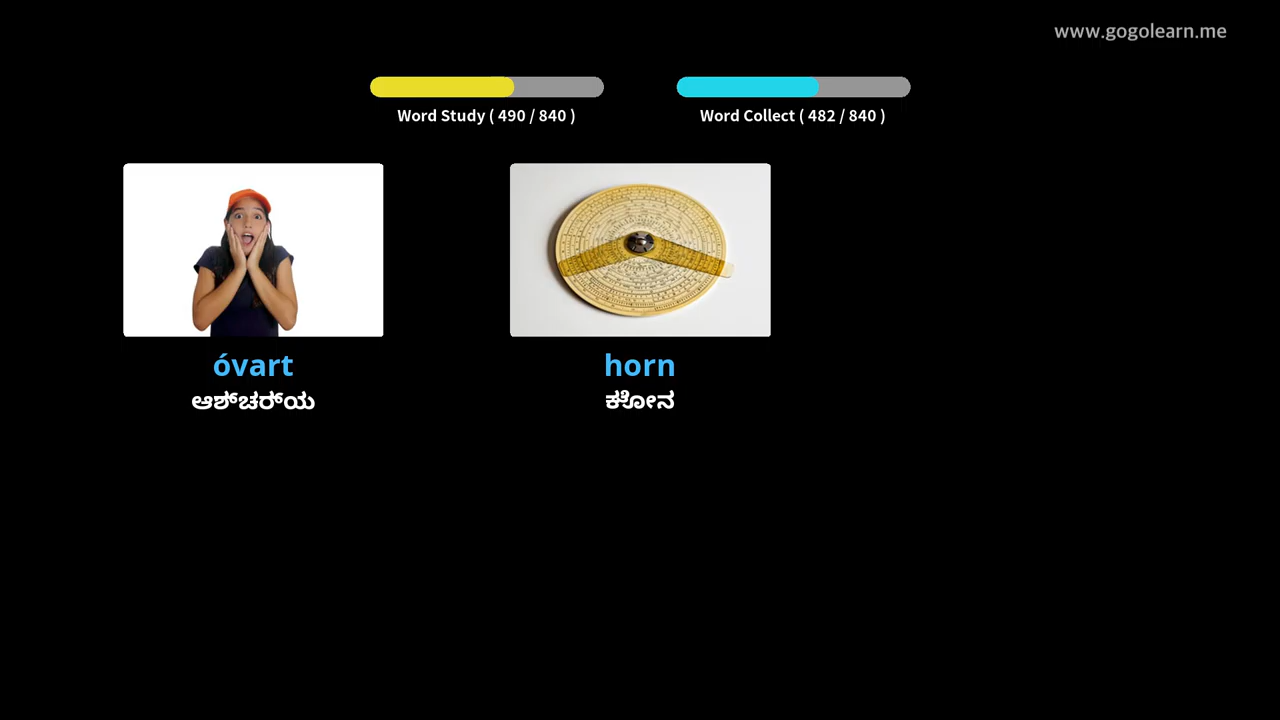 www.gogolearn.me
Word Study ( 490 / 840 )
Word Collect ( 482 / 840 )
óvart
horn
ಆಶ್ಚರ್ಯ
ಕೋನ